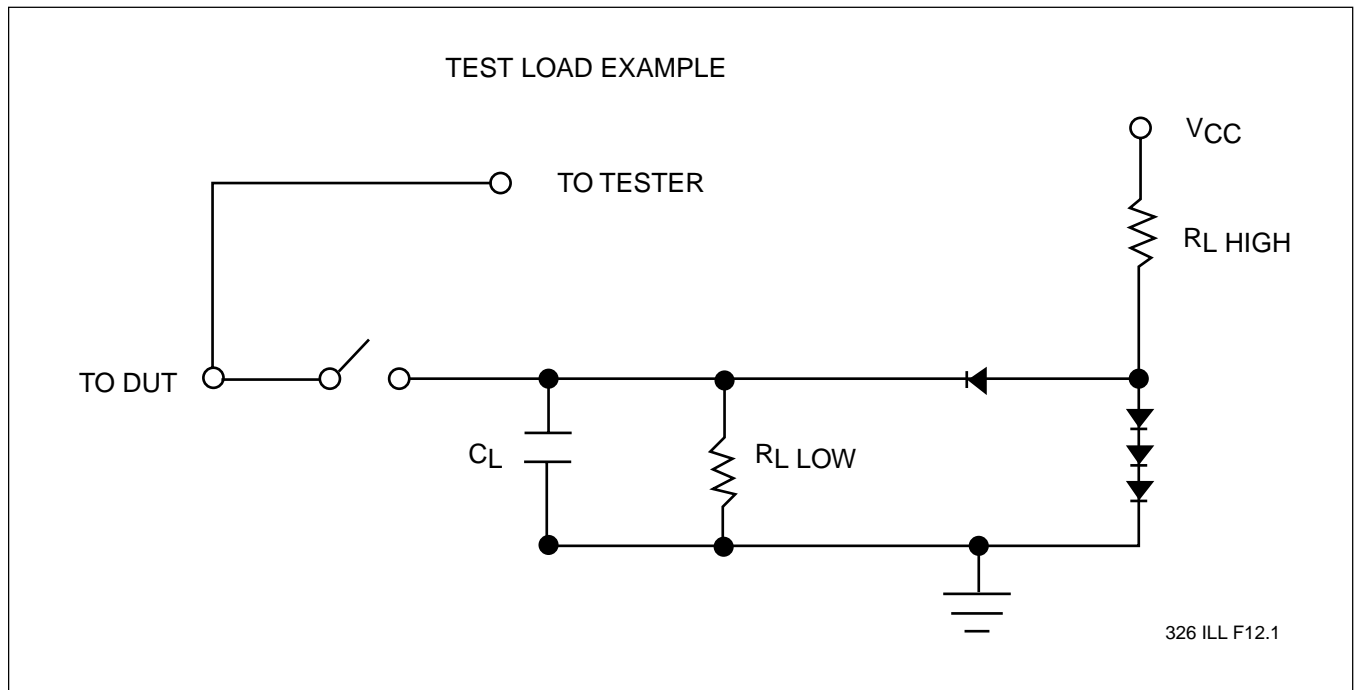 TEST LOAD EXAMPLE
VCC
TO TESTER
RL HIGH
TO DUT
CL
RL LOW
326 ILL F12.1